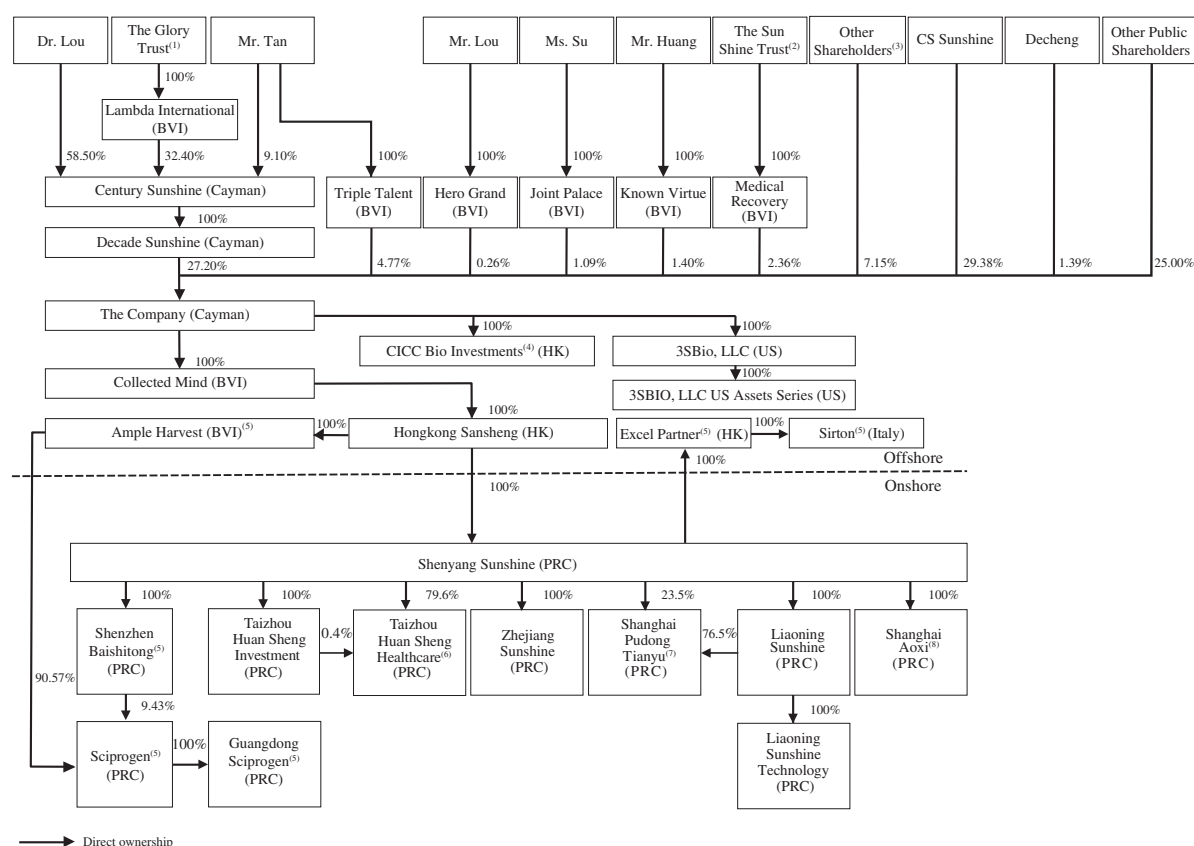 Dr. Lou
The Glory
Trust(1)
Mr. Tan
Mr. Lou
Ms. Su
Mr. Huang
The Sun
Shine Trust(2)
Other
Shareholders(3)
CS Sunshine
Decheng
Other Public
Shareholders
100%
Lambda International
(BVI)
58.50%
32.40%
9.10%
100%
100%
100%
100%
100%
Century Sunshine (Cayman)
Triple Talent
(BVI)
Hero Grand
(BVI)
Joint Palace
(BVI)
Known Virtue
(BVI)
Medical
Recovery
(BVI)
100%
Decade Sunshine (Cayman)
27.20%
4.77%
0.26%
1.09%
1.40%
2.36%
7.15%
29.38%
1.39%
25.00%
The Company (Cayman)
100%
100%
CICC Bio Investments(4) (HK)
3SBio, LLC (US)
100%
100%
Collected Mind (BVI)
3SBIO, LLC US Assets Series (US)
100%
Ample Harvest (BVI)(5)
100%
Hongkong Sansheng (HK)
Excel Partner(5) (HK)
100%
Sirton(5) (Italy)
100%
Offshore
Onshore
100%
Shenyang Sunshine (PRC)
100%
100%
79.6%
100%
23.5%
100%
100%
Shenzhen
Baishitong(5)
(PRC)
Taizhou
Huan Sheng
Investment
(PRC)
0.4%
Taizhou
Huan Sheng
Healthcare(6)
(PRC)
Zhejiang
Sunshine
(PRC)
Shanghai
Pudong
Tianyu(7)
(PRC)
76.5%
Liaoning
Sunshine
(PRC)
Shanghai
Aoxi(8)
(PRC)
90.57%
9.43%
100%
Sciprogen(5)
(PRC)
100%
Guangdong
Sciprogen(5)
(PRC)
Liaoning
Sunshine
Technology
(PRC)
Direct ownership